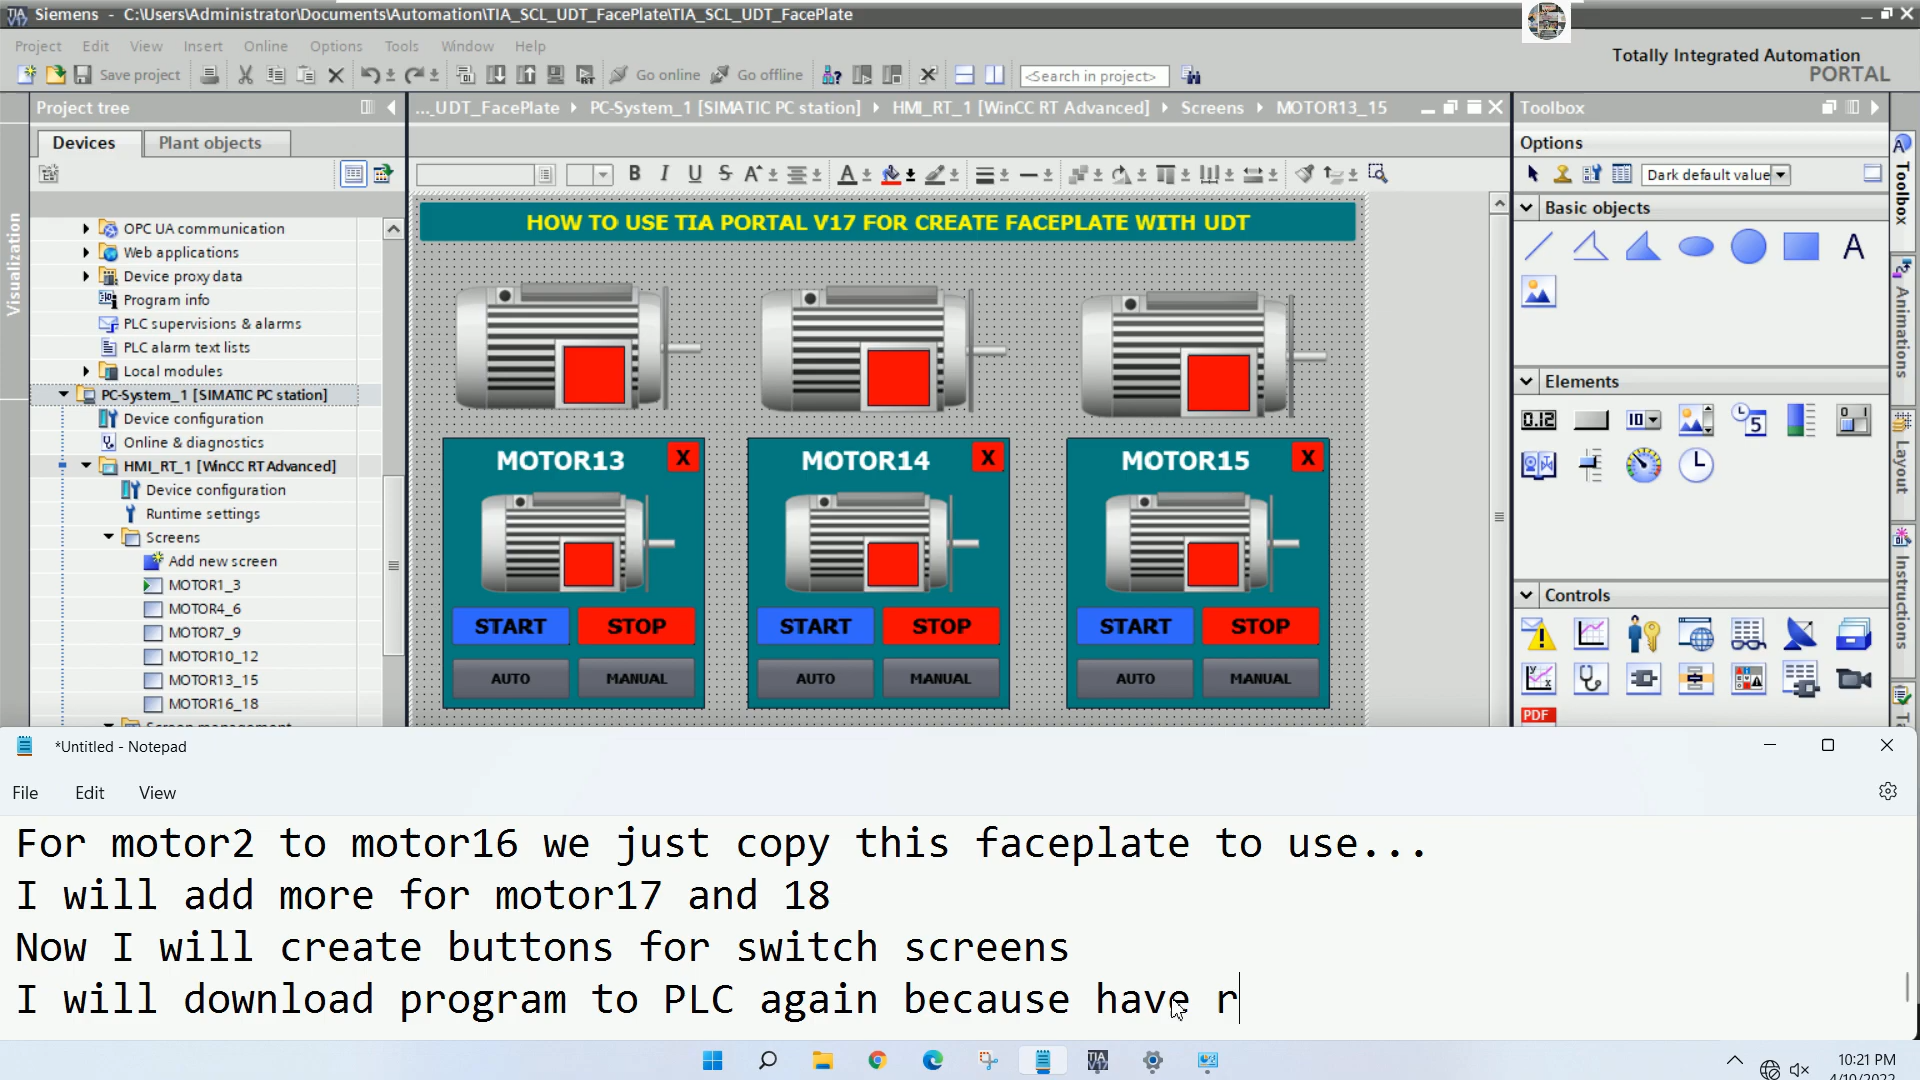 Siemens - C:\Users\Administrator\Documents\Automation\TIA_SCL_UDT_FacePlate\TIA_SCL_UDT_FacePlate
Project Edit View Insert Online Options Tools Window Help
Totally Integrated Automation
PORTAL
Save project
Go online
Go offline
<Search in project>
Project tree
..._UDT_FacePlate
PC-System_1 [SIMATIC PC station]
HMI_RT_1 [WinCC RT Advanced]
Screens
MOTOR13_15
Toolbox
Devices
Plant objects
Options
Dark default value
Visualization
OPC UA communication
Web applications
Device proxy data
Program info
PLC supervisions & alarms
PLC alarm text lists
Local modules
PC-System_1 [SIMATIC PC station]
Device configuration
Online & diagnostics
HMI_RT_1 [WinCC RT Advanced]
Device configuration
Runtime settings
Screens
Add new screen
MOTOR1_3
MOTOR4_6
MOTOR7_9
MOTOR10_12
MOTOR13_15
MOTOR16_18
HOW TO USE TIA PORTAL V17 FOR CREATE FACEPLATE WITH UDT
MOTOR13 X
START STOP
AUTO MANUAL
MOTOR14 X
START STOP
AUTO MANUAL
MOTOR15 X
START STOP
AUTO MANUAL
Basic objects
Elements
Controls
PDF
Toolbox
Animations
Layout
Instructions
*Untitled - Notepad
File Edit View
For motor2 to motor16 we just copy this faceplate to use...
I will add more for motor17 and 18
Now I will create buttons for switch screens
I will download program to PLC again because have r
10:21 PM
4/10/2022